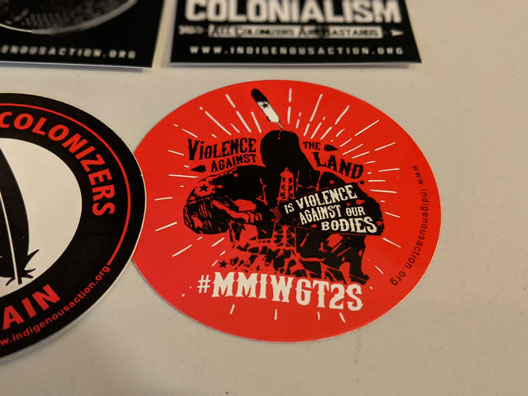 COLONIALISM
ALL COLONIZERS ARE BASTARDS
WWW.INDIGENOUSACTION.ORG
COLONIZERS
AIN
www.indigenousaction.org
VIOLENCE
AGAINST
THE
LAND
IS VIOLENCE
AGAINST OUR
BODIES
#MMIWGT2S
www.indigenousaction.org